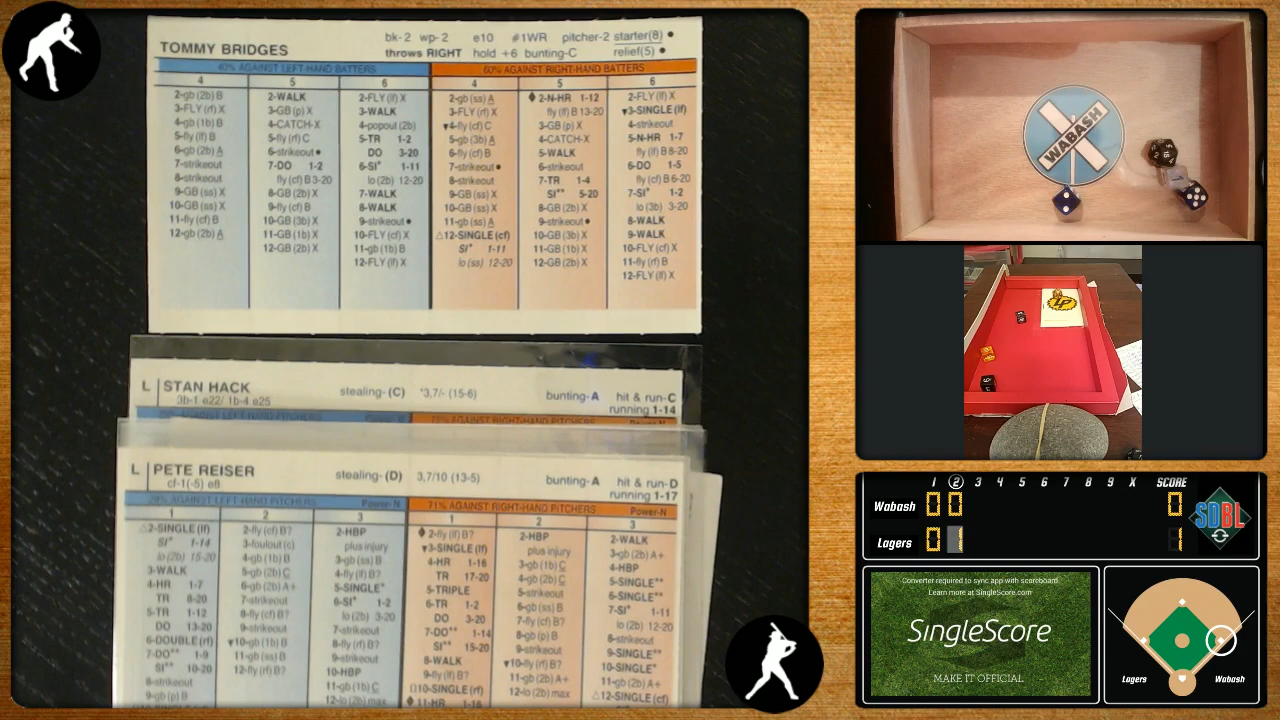 TOMMY BRIDGES
bk- 2 wp- 2 e10 #1WR pitcher-2 starter(8) ●
throws RIGHT hold +6 bunting-C relief(5) ●
40% AGAINST LEFT-HAND BATTERS
60% AGAINST RIGHT-HAND BATTERS
4 5 6 4 5 6
2-gb (2b) B
3-FLY (rf) X
4-gb (1b) B
5-fly (lf) B
6-gb (2b) A
7-strikeout
8-strikeout
9-GB (ss) X
10-GB (ss) X
11-fly (cf) B
12-gb (2b) A
2-WALK
3-GB (p) X
4-CATCH-X
5-fly (rf) C
6-strikeout●
7-DO 1-2
fly (cf) B 3-20
8-GB (2b) X
9-fly (cf) B
10-GB (3b) X
11-GB (1b) X
12-GB (2b) X
2-FLY (lf) X
3-WALK
4-popout (2b)
5-TR 1-2
DO 3-20
6-SI* 1-11
lo (2b) 12-20
7-WALK
8-WALK
9-strikeout●
10-FLY (cf) X
11-gb (1b) B
12-FLY (lf) X
2-gb (ss) A
3-FLY (rf) X
▼4-fly (cf) C
5-gb (3b) A
6-fly (cf) B
7-strikeout●
8-strikeout
9-GB (ss) X
10-GB (ss) X
11-gb (ss) A
△12-SINGLE (cf)
SI* 1-11
lo (ss) 12-20
♦ 2-N-HR 1-12
fly (lf) B 13-20
3-GB (p) X
4-CATCH-X
5-WALK
6-strikeout
7-TR 1-4
SI** 5-20
8-GB (2b) X
9-strikeout●
10-GB (3b) X
11-GB (1b) X
12-GB (2b) X
2-FLY (lf) X
▼3-SINGLE (lf)
4-strikeout
5-N-HR 1-7
fly (lf) B 8-20
6-DO 1-5
fly (cf) B 6-20
7-SI* 1-2
lo (3b) 3-20
8-WALK
9-WALK
10-FLY (cf) X
11-fly (rf) B
12-FLY (lf) X
L STAN HACK
stealing- (C) *3,7/- (15-6) bunting-A hit & run-C
3b-1 e22/ 1b-4 e25
running 1-14
L PETE REISER
stealing- (D) 3,7/10 (13-5) bunting-A hit & run-D
cf-1(-5) e8
running 1-17
29% AGAINST LEFT-HAND PITCHERS Power-N
71% AGAINST RIGHT-HAND PITCHERS Power-N
1 2 3 1 2 3
△2-SINGLE (lf)
SI* 1-14
lo (2b) 15-20
3-WALK
4-HR 1-7
TR 8-20
5-TR 1-12
DO 13-20
6-DOUBLE (rf)
7-DO** 1-9
SI** 10-20
8-strikeout
9-gb (p) B
2-fly (cf) B?
3-foulout (c)
4-gb (1b) B
5-gb (2b) C
6-gb (2b) A+
7-strikeout
8-fly (cf) B?
9-strikeout
▼10-gb (1b) B
11-gb (ss) B
12-fly (rf) B?
2-HBP
plus injury
3-gb (ss) B
4-fly (lf) B?
5-SINGLE*
6-SI* 1-2
lo (2b) 3-20
7-strikeout
8-fly (rf) B?
9-strikeout
10-HBP
11-gb (1b) C
12-lo (2b) max
♦ 2-fly (lf) B?
▼3-SINGLE (lf)
4-HR 1-16
TR 17-20
5-TRIPLE
6-TR 1-2
DO 3-20
7-DO** 1-14
SI** 15-20
8-WALK
9-fly (lf) B?
Ω10-SINGLE (rf)
♦ 11-HR 1-16
2-HBP
plus injury
3-gb (1b) C
4-gb (2b) C
5-strikeout
6-gb (ss) B
7-fly (cf) B?
8-gb (p) B
9-strikeout
▼10-fly (rf) B?
11-gb (2b) A+
12-lo (2b) max
2-WALK
3-gb (2b) A+
4-HBP
5-SINGLE**
6-SINGLE**
7-SI* 1-11
lo (2b) 12-20
8-strikeout
9-SINGLE**
10-SINGLE*
11-gb (2b) A+
△12-SINGLE (cf)
WABASH
LP
1 2 3 4 5 6 7 8 9 X SCORE
Wabash 0 0 0
Lagers 0 1 1
SDBL
Converter required to sync app with scoreboard
Learn more at SingleScore.com
SINGLESCORE
MAKE IT OFFICIAL
Lagers
Wabash